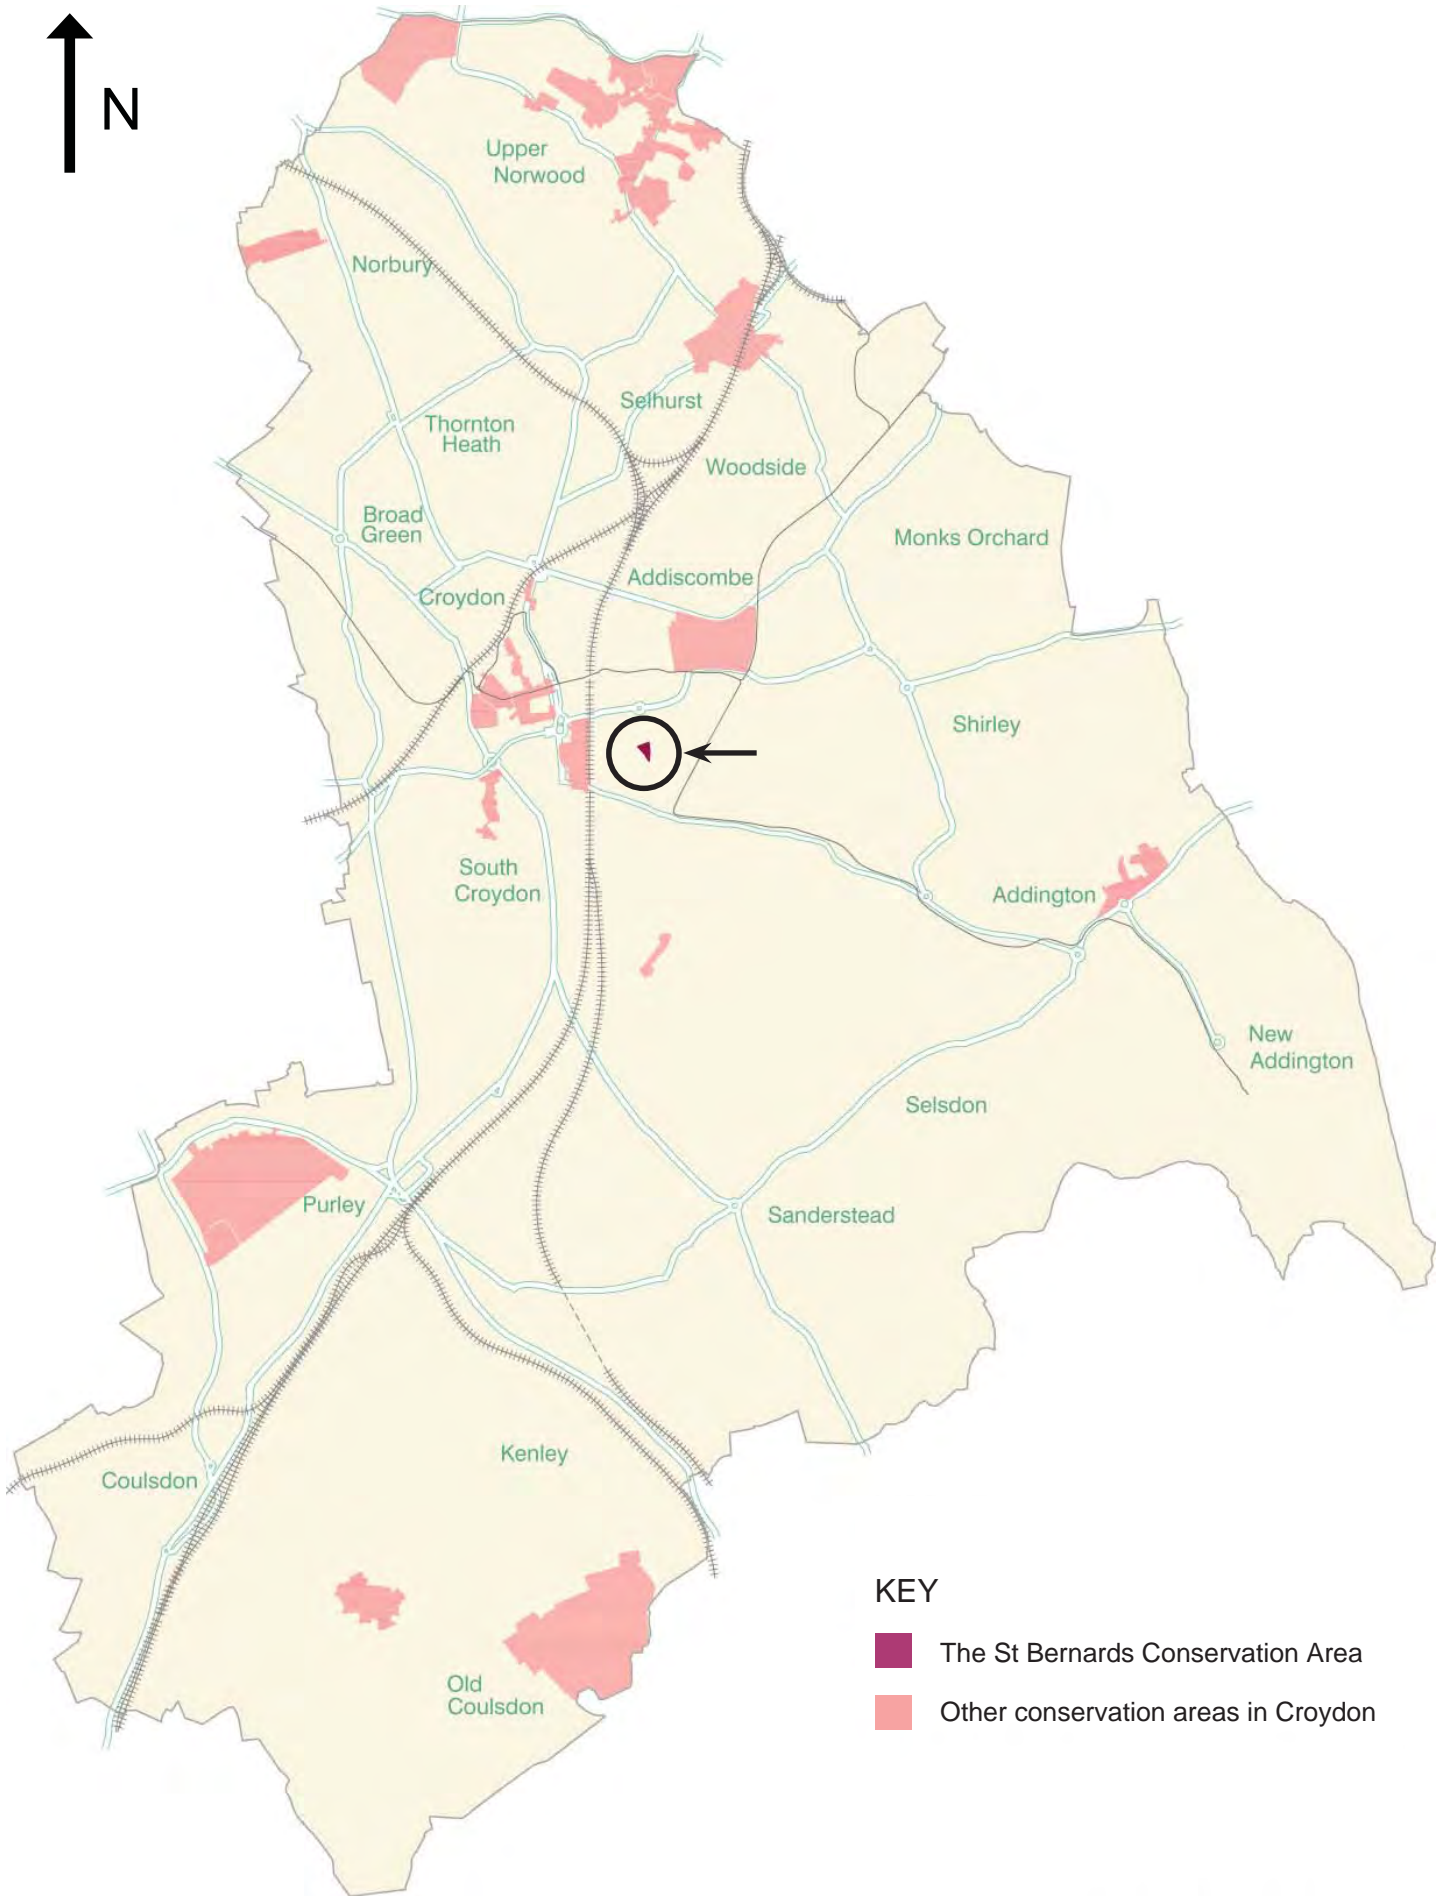 N
Upper
Norwood
Norbury
Selhurst
Thornton
Heath
Woodside
Broad
Green
Monks Orchard
Addiscombe
Croydon
Shirley
South
Croydon
Addington
New
Addington
Selsdon
Purley
Sanderstead
Kenley
Coulsdon
Old
Coulsdon
KEY
The St Bernards Conservation Area
Other conservation areas in Croydon